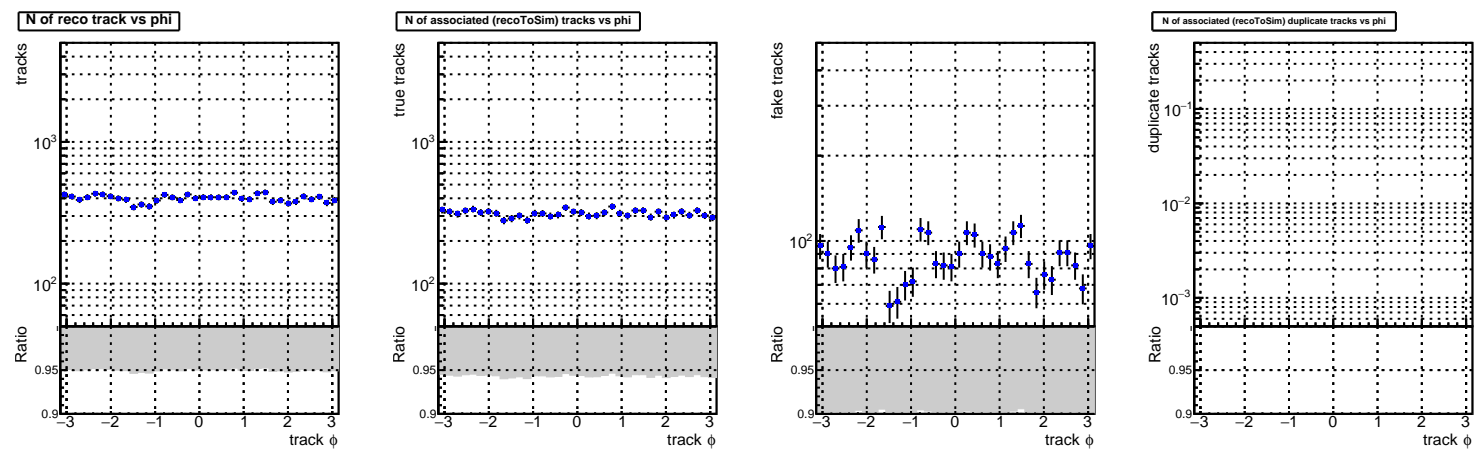 N of reco track vs phi
tracks
10³
10²
Ratio
0.95
0.9
−3 −2 −1 0 1 2 3
track ϕ
N of associated (recoToSim) tracks vs phi
true tracks
10³
10²
Ratio
0.95
0.9
−3 −2 −1 0 1 2 3
track ϕ
fake tracks
10²
Ratio
0.95
0.9
−3 −2 −1 0 1 2 3
track ϕ
N of associated (recoToSim) duplicate tracks vs phi
duplicate tracks
10⁻¹
10⁻²
10⁻³
Ratio
0.95
0.9
−3 −2 −1 0 1 2 3
track ϕ